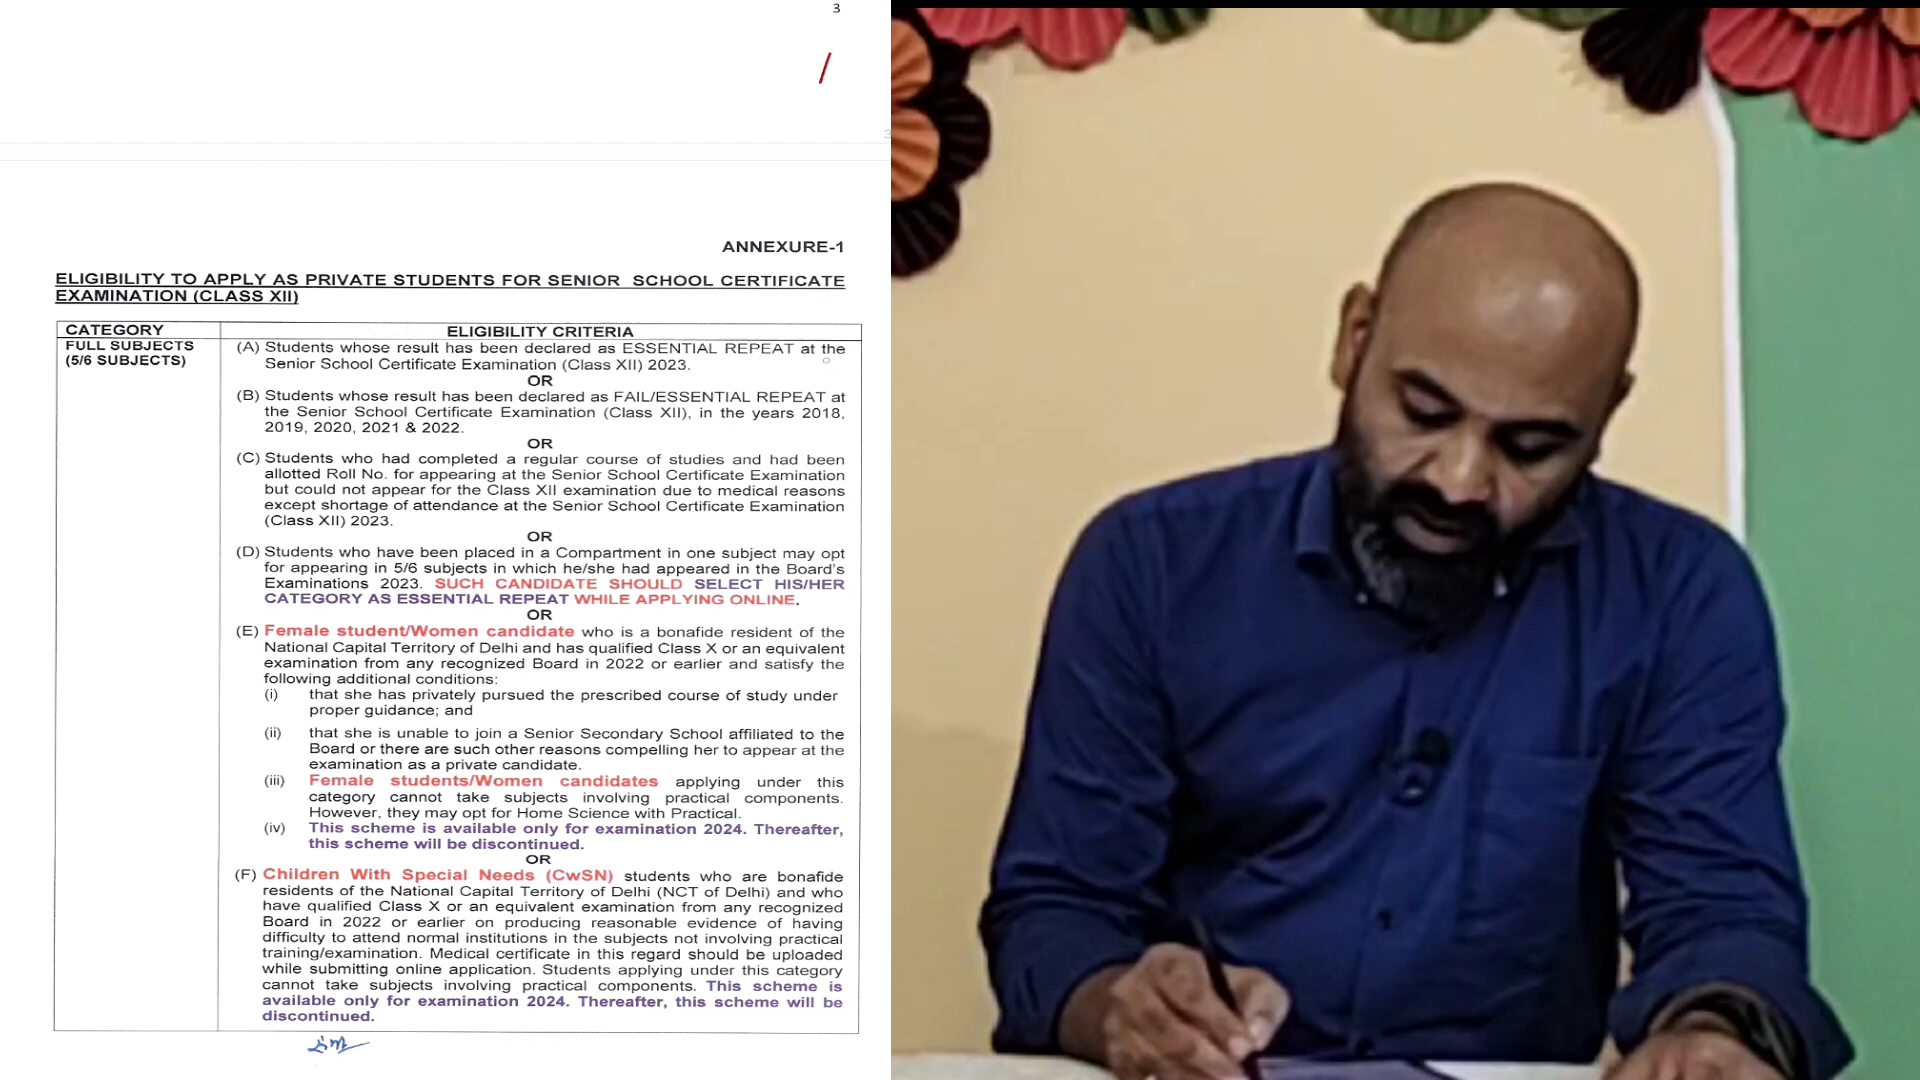 3
3
ANNEXURE-1
ELIGIBILITY TO APPLY AS PRIVATE STUDENTS FOR SENIOR SCHOOL CERTIFICATE
EXAMINATION (CLASS XII)
CATEGORY
ELIGIBILITY CRITERIA
FULL SUBJECTS
(5/6 SUBJECTS)
(A) Students whose result has been declared as ESSENTIAL REPEAT at the
Senior School Certificate Examination (Class XII) 2023.
OR
(B) Students whose result has been declared as FAIL/ESSENTIAL REPEAT at
the Senior School Certificate Examination (Class XII), in the years 2018,
2019, 2020, 2021 & 2022.
OR
(C) Students who had completed a regular course of studies and had been
allotted Roll No. for appearing at the Senior School Certificate Examination
but could not appear for the Class XII examination due to medical reasons
except shortage of attendance at the Senior School Certificate Examination
(Class XII) 2023.
OR
(D) Students who have been placed in a Compartment in one subject may opt
for appearing in 5/6 subjects in which he/she had appeared in the Board's
Examinations 2023. SUCH CANDIDATE SHOULD SELECT HIS/HER
CATEGORY AS ESSENTIAL REPEAT WHILE APPLYING ONLINE.
OR
(E) Female student/Women candidate who is a bonafide resident of the
National Capital Territory of Delhi and has qualified Class X or an equivalent
examination from any recognized Board in 2022 or earlier and satisfy the
following additional conditions:
(i) that she has privately pursued the prescribed course of study under
proper guidance; and
(ii) that she is unable to join a Senior Secondary School affiliated to the
Board or there are such other reasons compelling her to appear at the
examination as a private candidate.
(iii) Female students/Women candidates applying under this
category cannot take subjects involving practical components.
However, they may opt for Home Science with Practical.
(iv) This scheme is available only for examination 2024. Thereafter,
this scheme will be discontinued.
OR
(F) Children With Special Needs (CwSN) students who are bonafide
residents of the National Capital Territory of Delhi (NCT of Delhi) and who
have qualified Class X or an equivalent examination from any recognized
Board in 2022 or earlier on producing reasonable evidence of having
difficulty to attend normal institutions in the subjects not involving practical
training/examination. Medical certificate in this regard should be uploaded
while submitting online application. Students applying under this category
cannot take subjects involving practical components. This scheme is
available only for examination 2024. Thereafter, this scheme will be
discontinued.